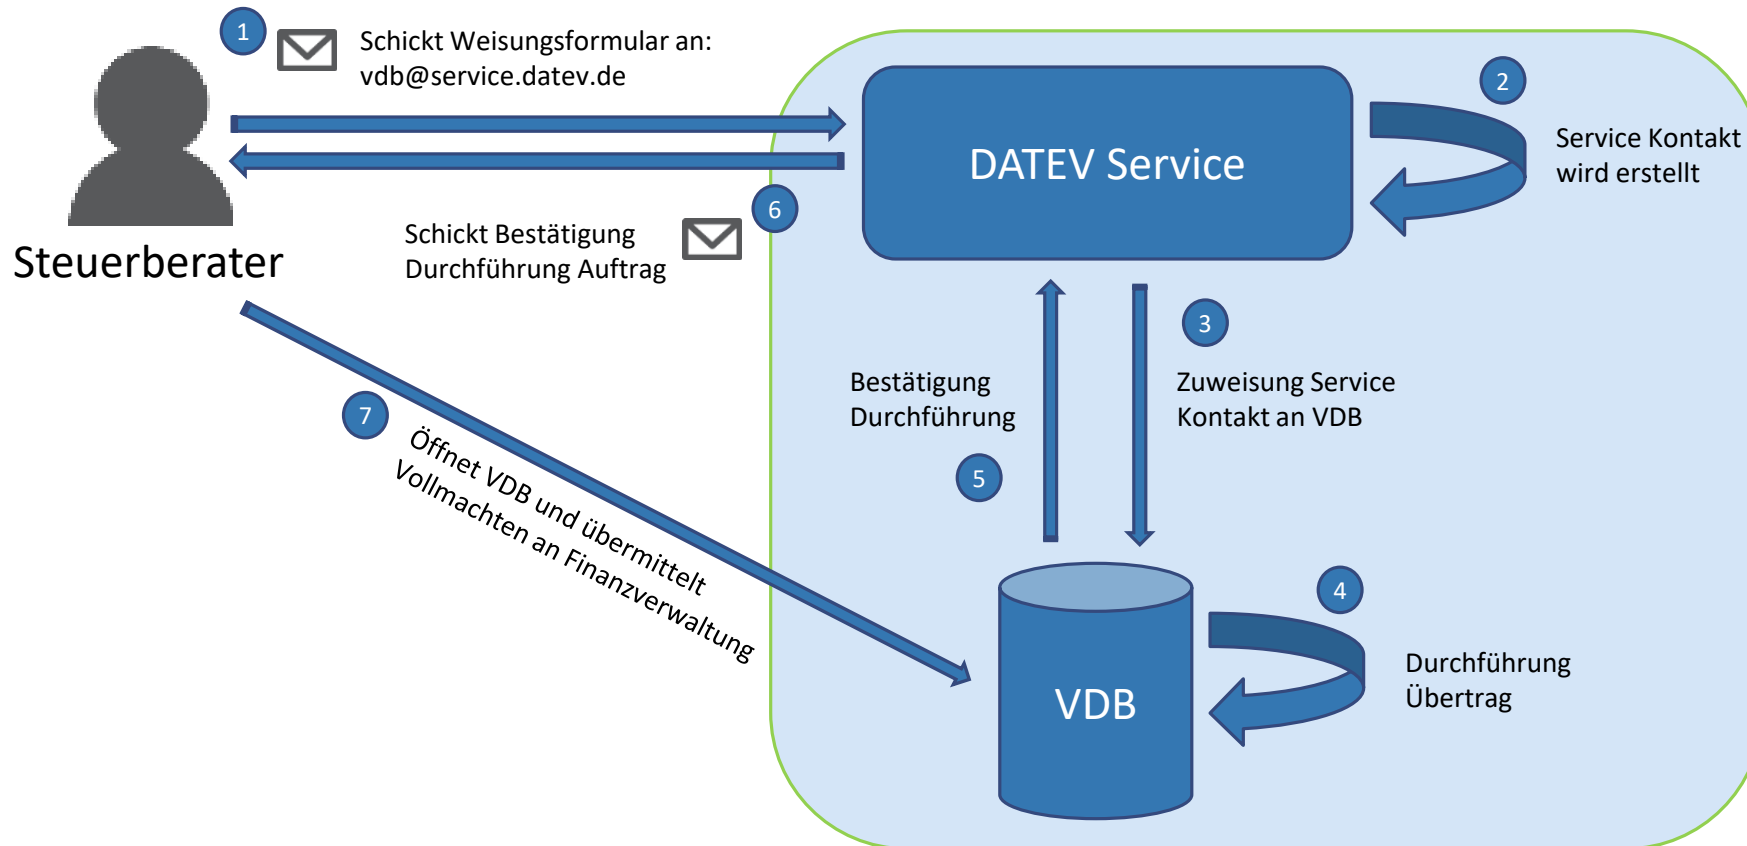 1
Schickt Weisungsformular an:
vdb@service.datev.de
Steuerberater
DATEV Service
2
Service Kontakt
wird erstellt
6
Schickt Bestätigung
Durchführung Auftrag
3
Zuweisung Service
Kontakt an VDB
Bestätigung
Durchführung
5
7
Öffnet VDB und übermittelt
Vollmachten an Finanzverwaltung
4
Durchführung
Übertrag
VDB